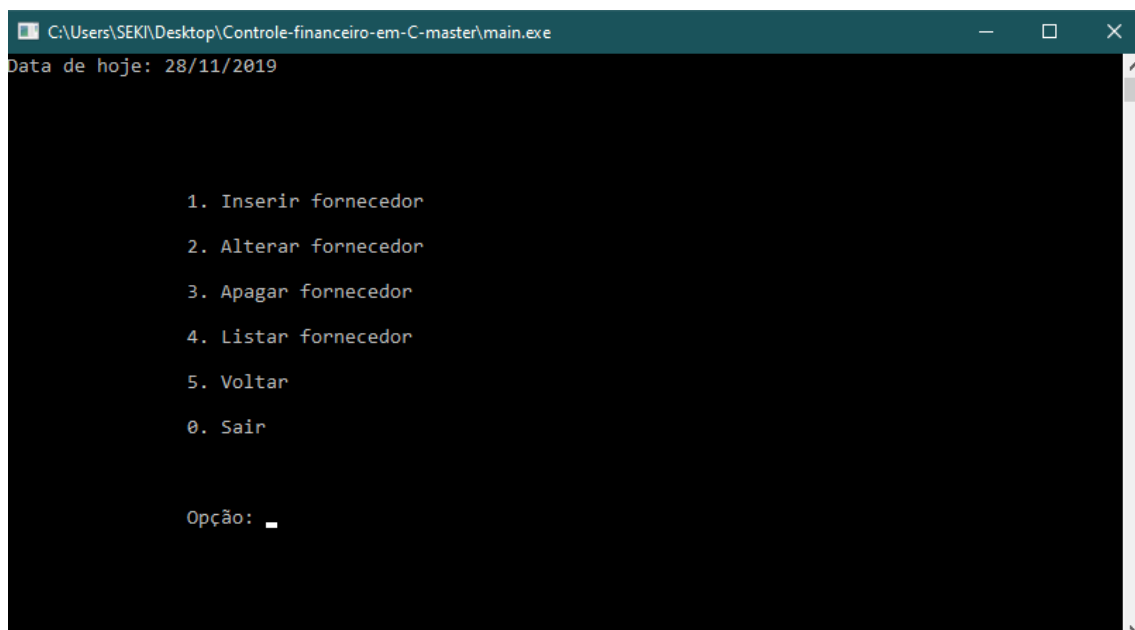 C:\Users\SEKI\Desktop\Controle-financeiro-em-C-master\main.exe
Data de hoje: 28/11/2019
1. Inserir fornecedor
2. Alterar fornecedor
3. Apagar fornecedor
4. Listar fornecedor
5. Voltar
0. Sair
Opção: